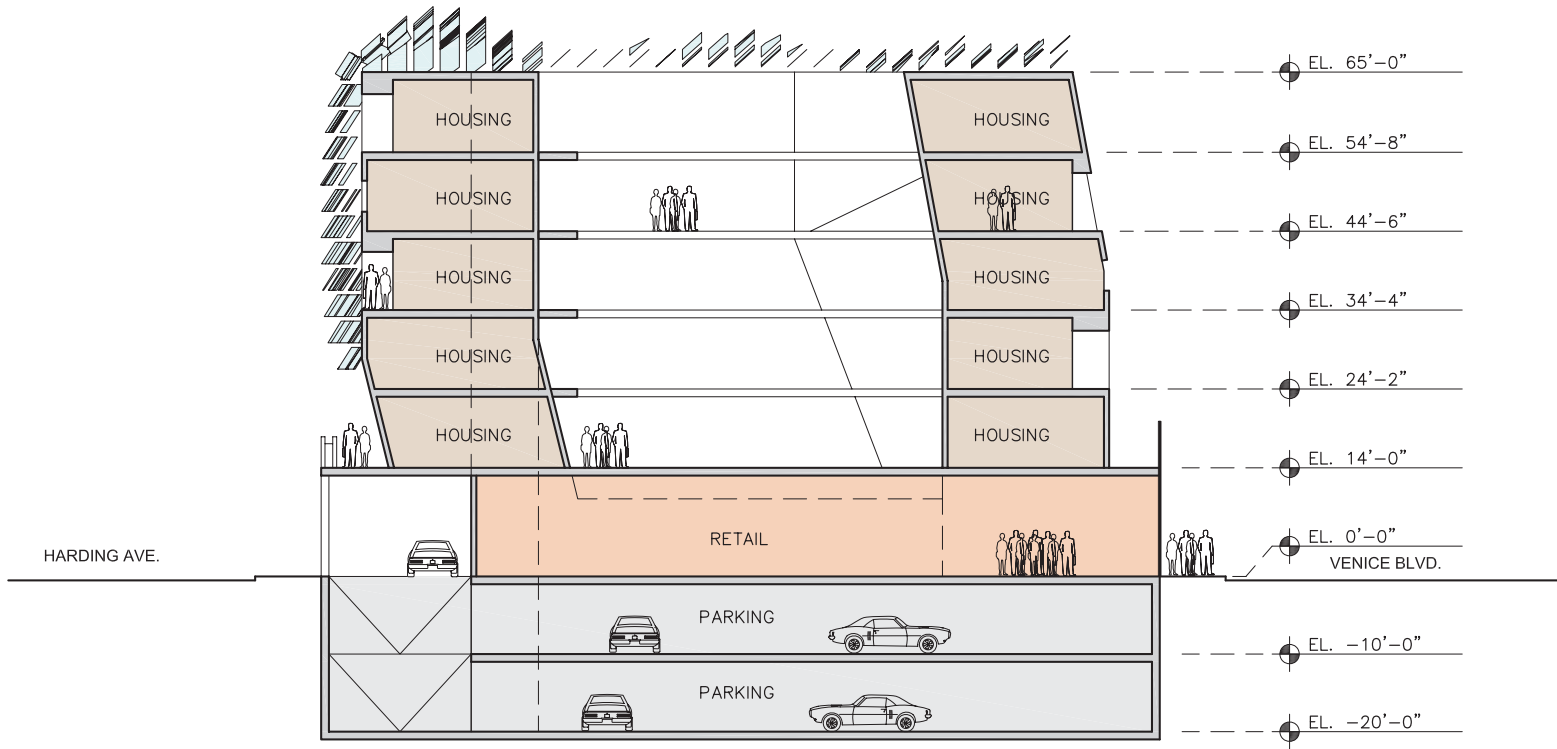 EL. 65’-0”
HOUSING HOUSING
EL. 54’-8”
HOUSING HOUSING
EL. 44’-6”
HOUSING HOUSING
EL. 34’-4”
HOUSING HOUSING
EL. 24’-2”
HOUSING HOUSING
EL. 14’-0”
RETAIL
EL. 0’-0”
HARDING AVE.
VENICE BLVD.
PARKING
EL. -10’-0”
PARKING
EL. -20’-0”